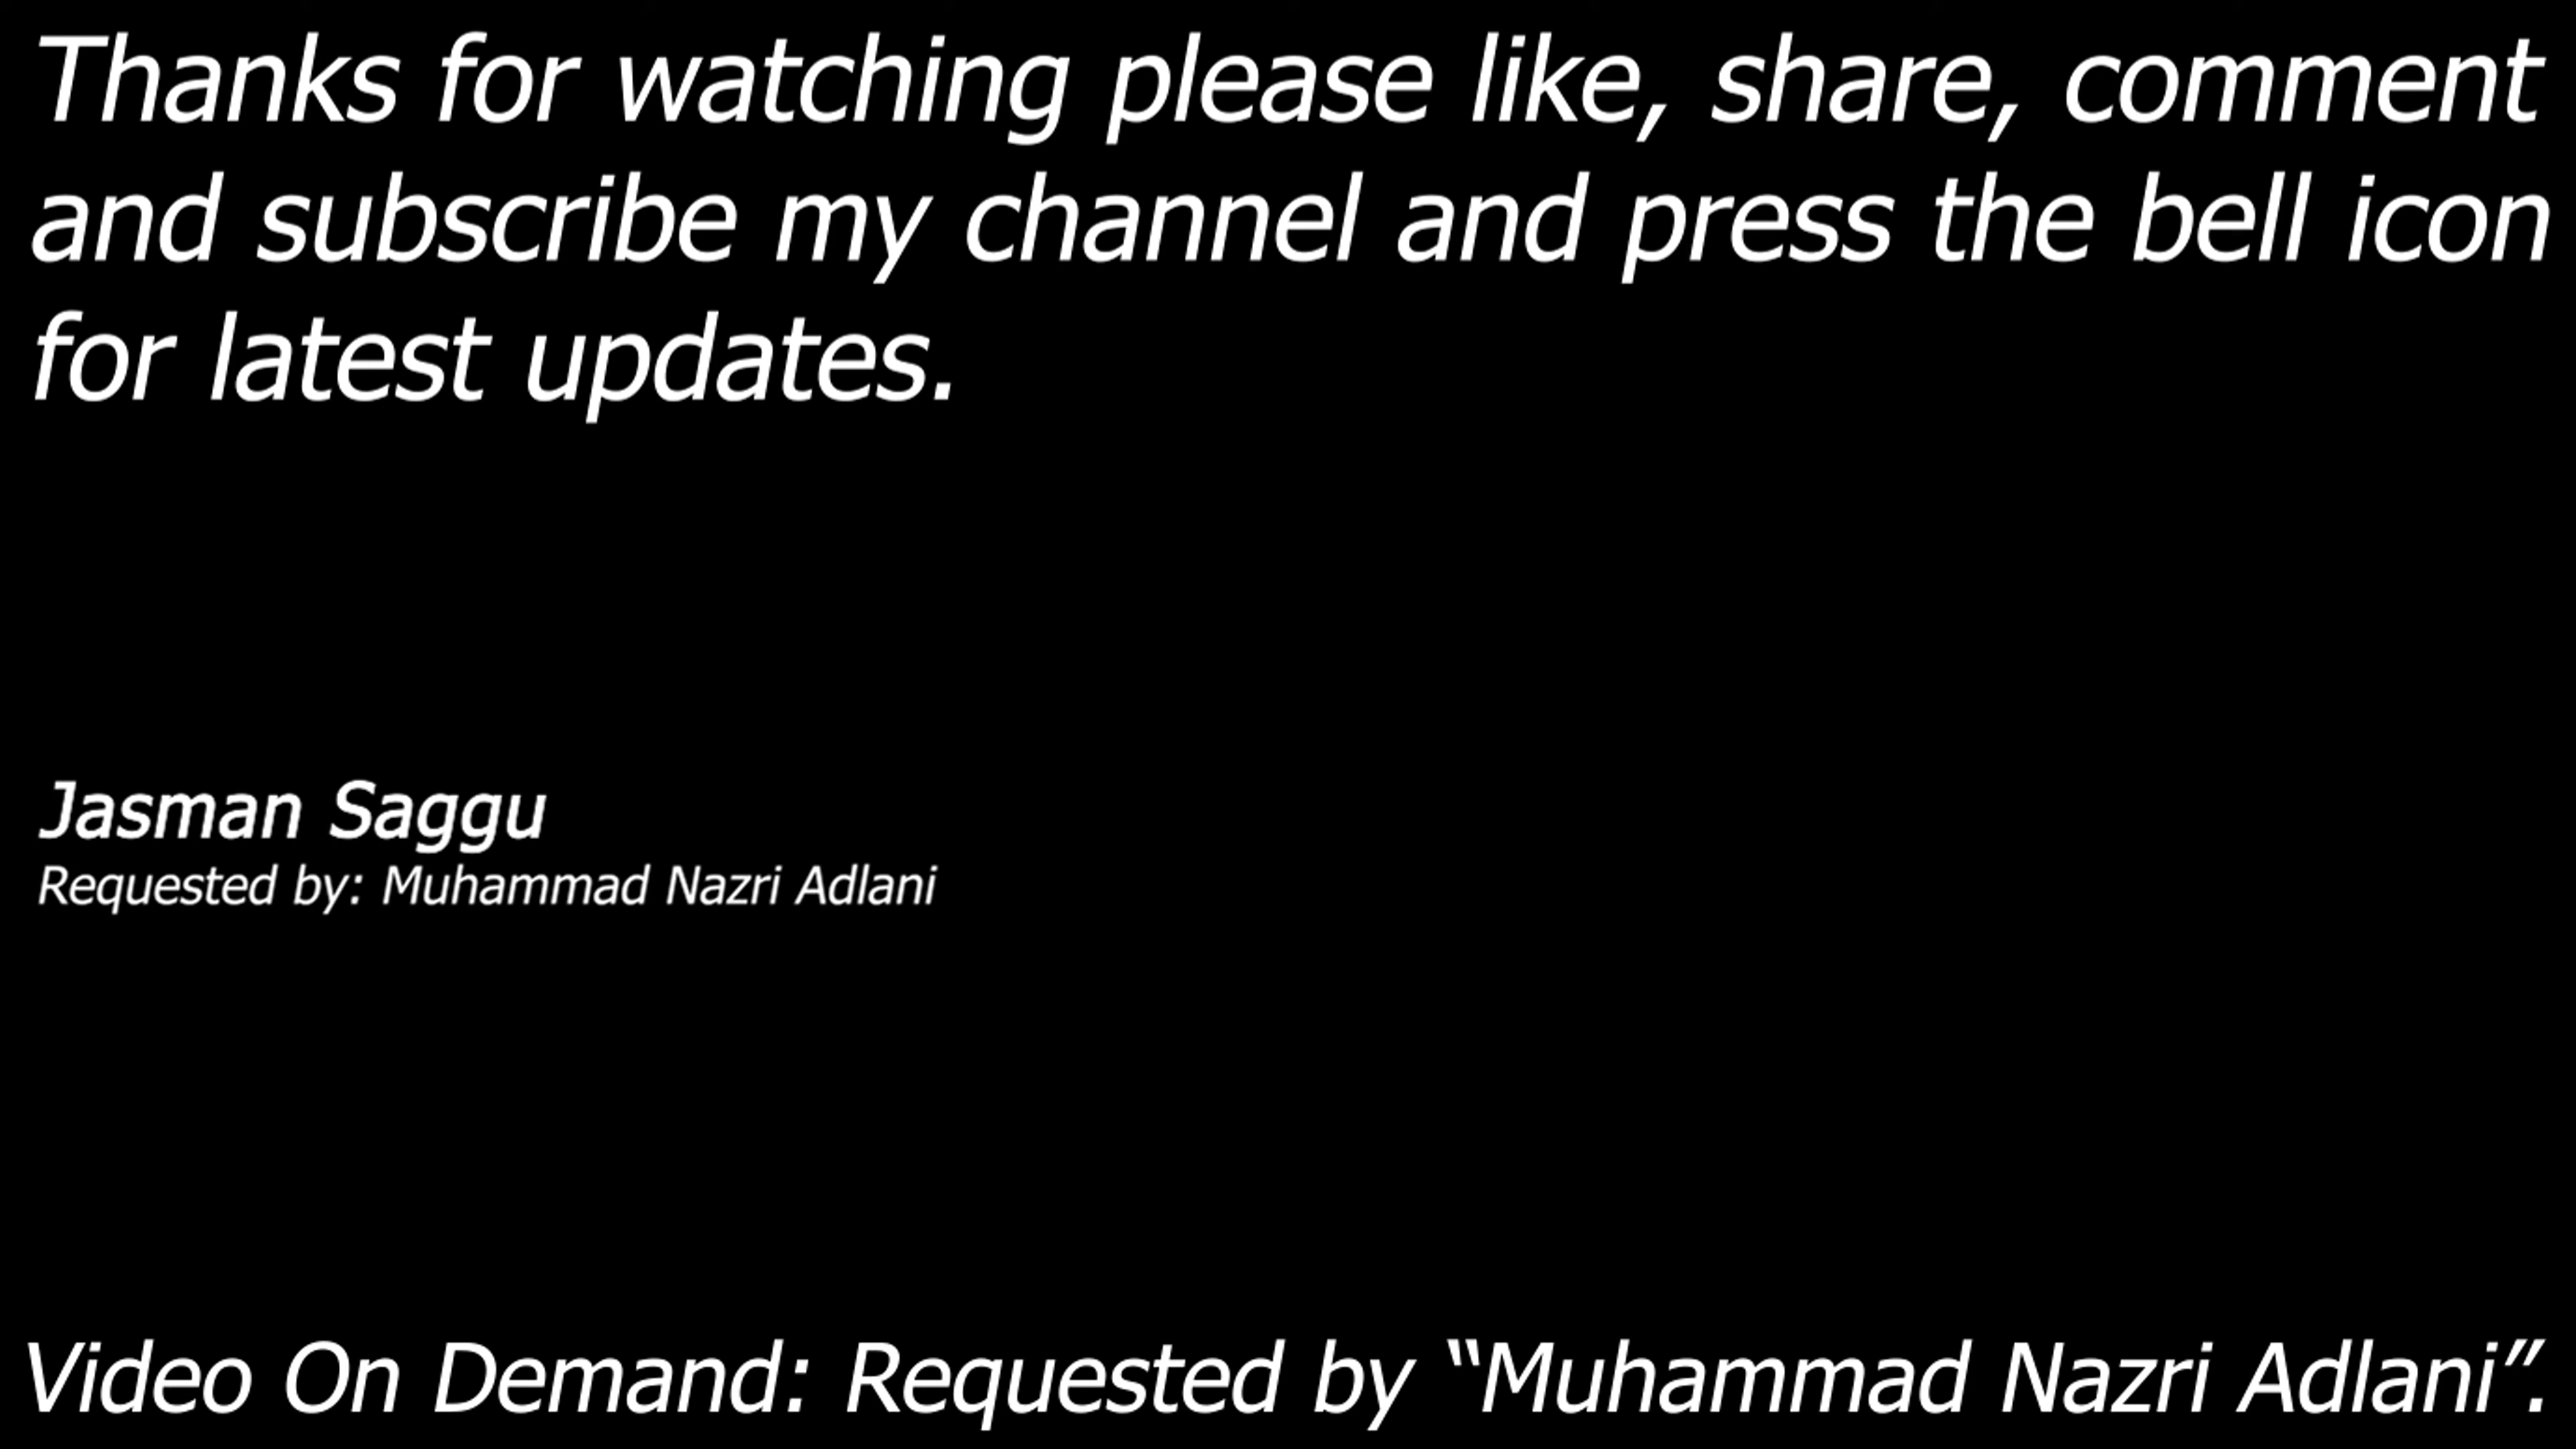 Thanks for watching please like, share, comment
and subscribe my channel and press the bell icon
for latest updates.
Jasman Saggu
Requested by: Muhammad Nazri Adlani
Video On Demand: Requested by “Muhammad Nazri Adlani”.